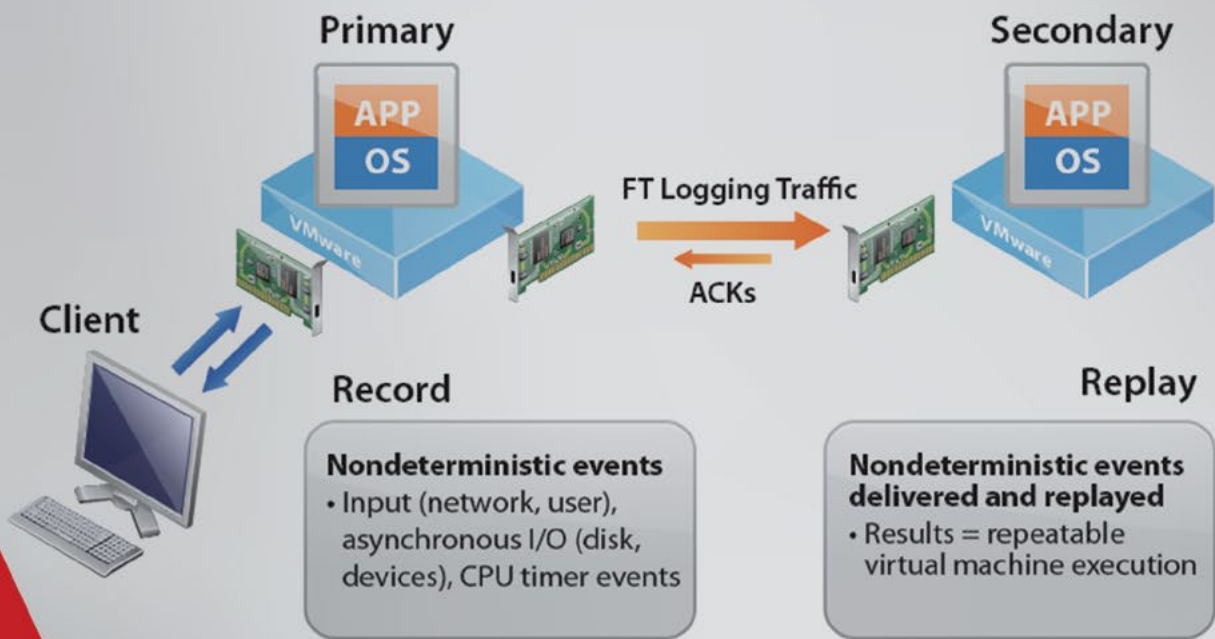 Primary
Secondary
APP
OS
VMware
FT Logging Traffic
ACKs
APP
OS
VMware
Client
Record
Nondeterministic events
• Input (network, user),
asynchronous I/O (disk,
devices), CPU timer events
Replay
Nondeterministic events
delivered and replayed
• Results = repeatable
virtual machine execution